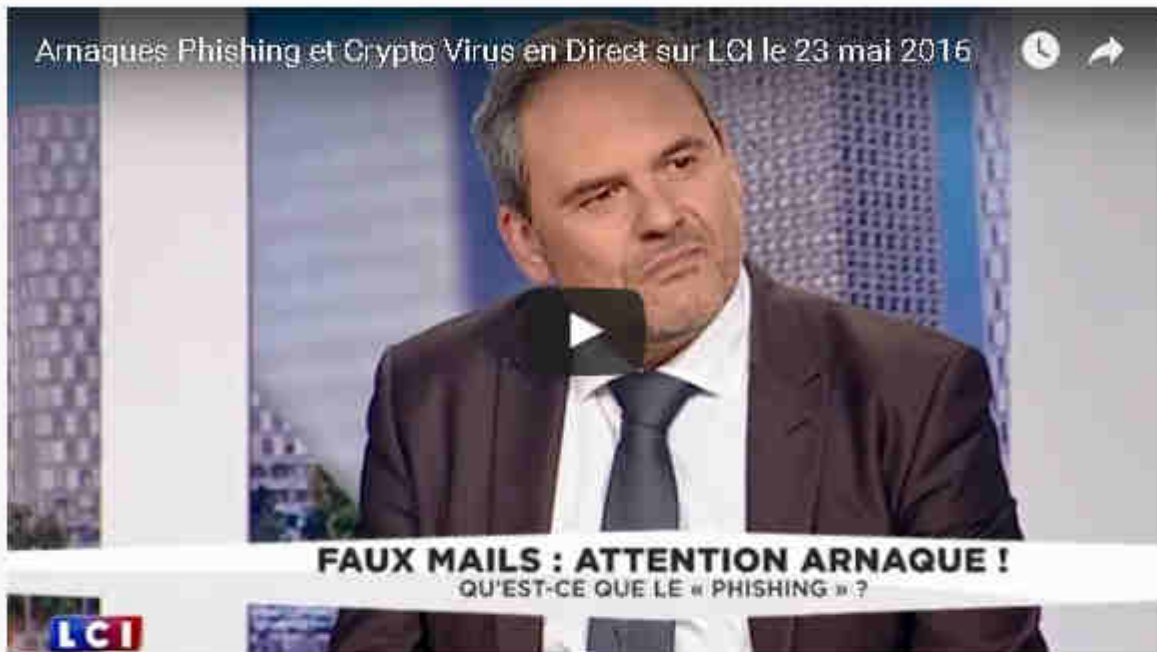 Arnaques Phishing et Crypto Virus en Direct sur LCI le 23 mai 2016
FAUX MAILS : ATTENTION ARNAQUE !
QU'EST-CE QUE LE « PHISHING » ?
LCI